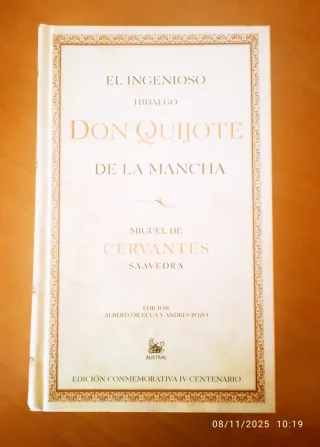 EL INGENIOSO
HIDALGO
DON QUIJOTE
DE LA MANCHA
MIGUEL DE
CERVANTES
SAAVEDRA
EDICIÓN
ALBERTO BLECUA Y ANDRÉS POZO
AUSTRAL
EDICIÓN CONMEMORATIVA IV CENTENARIO
08/11/2025 10:19